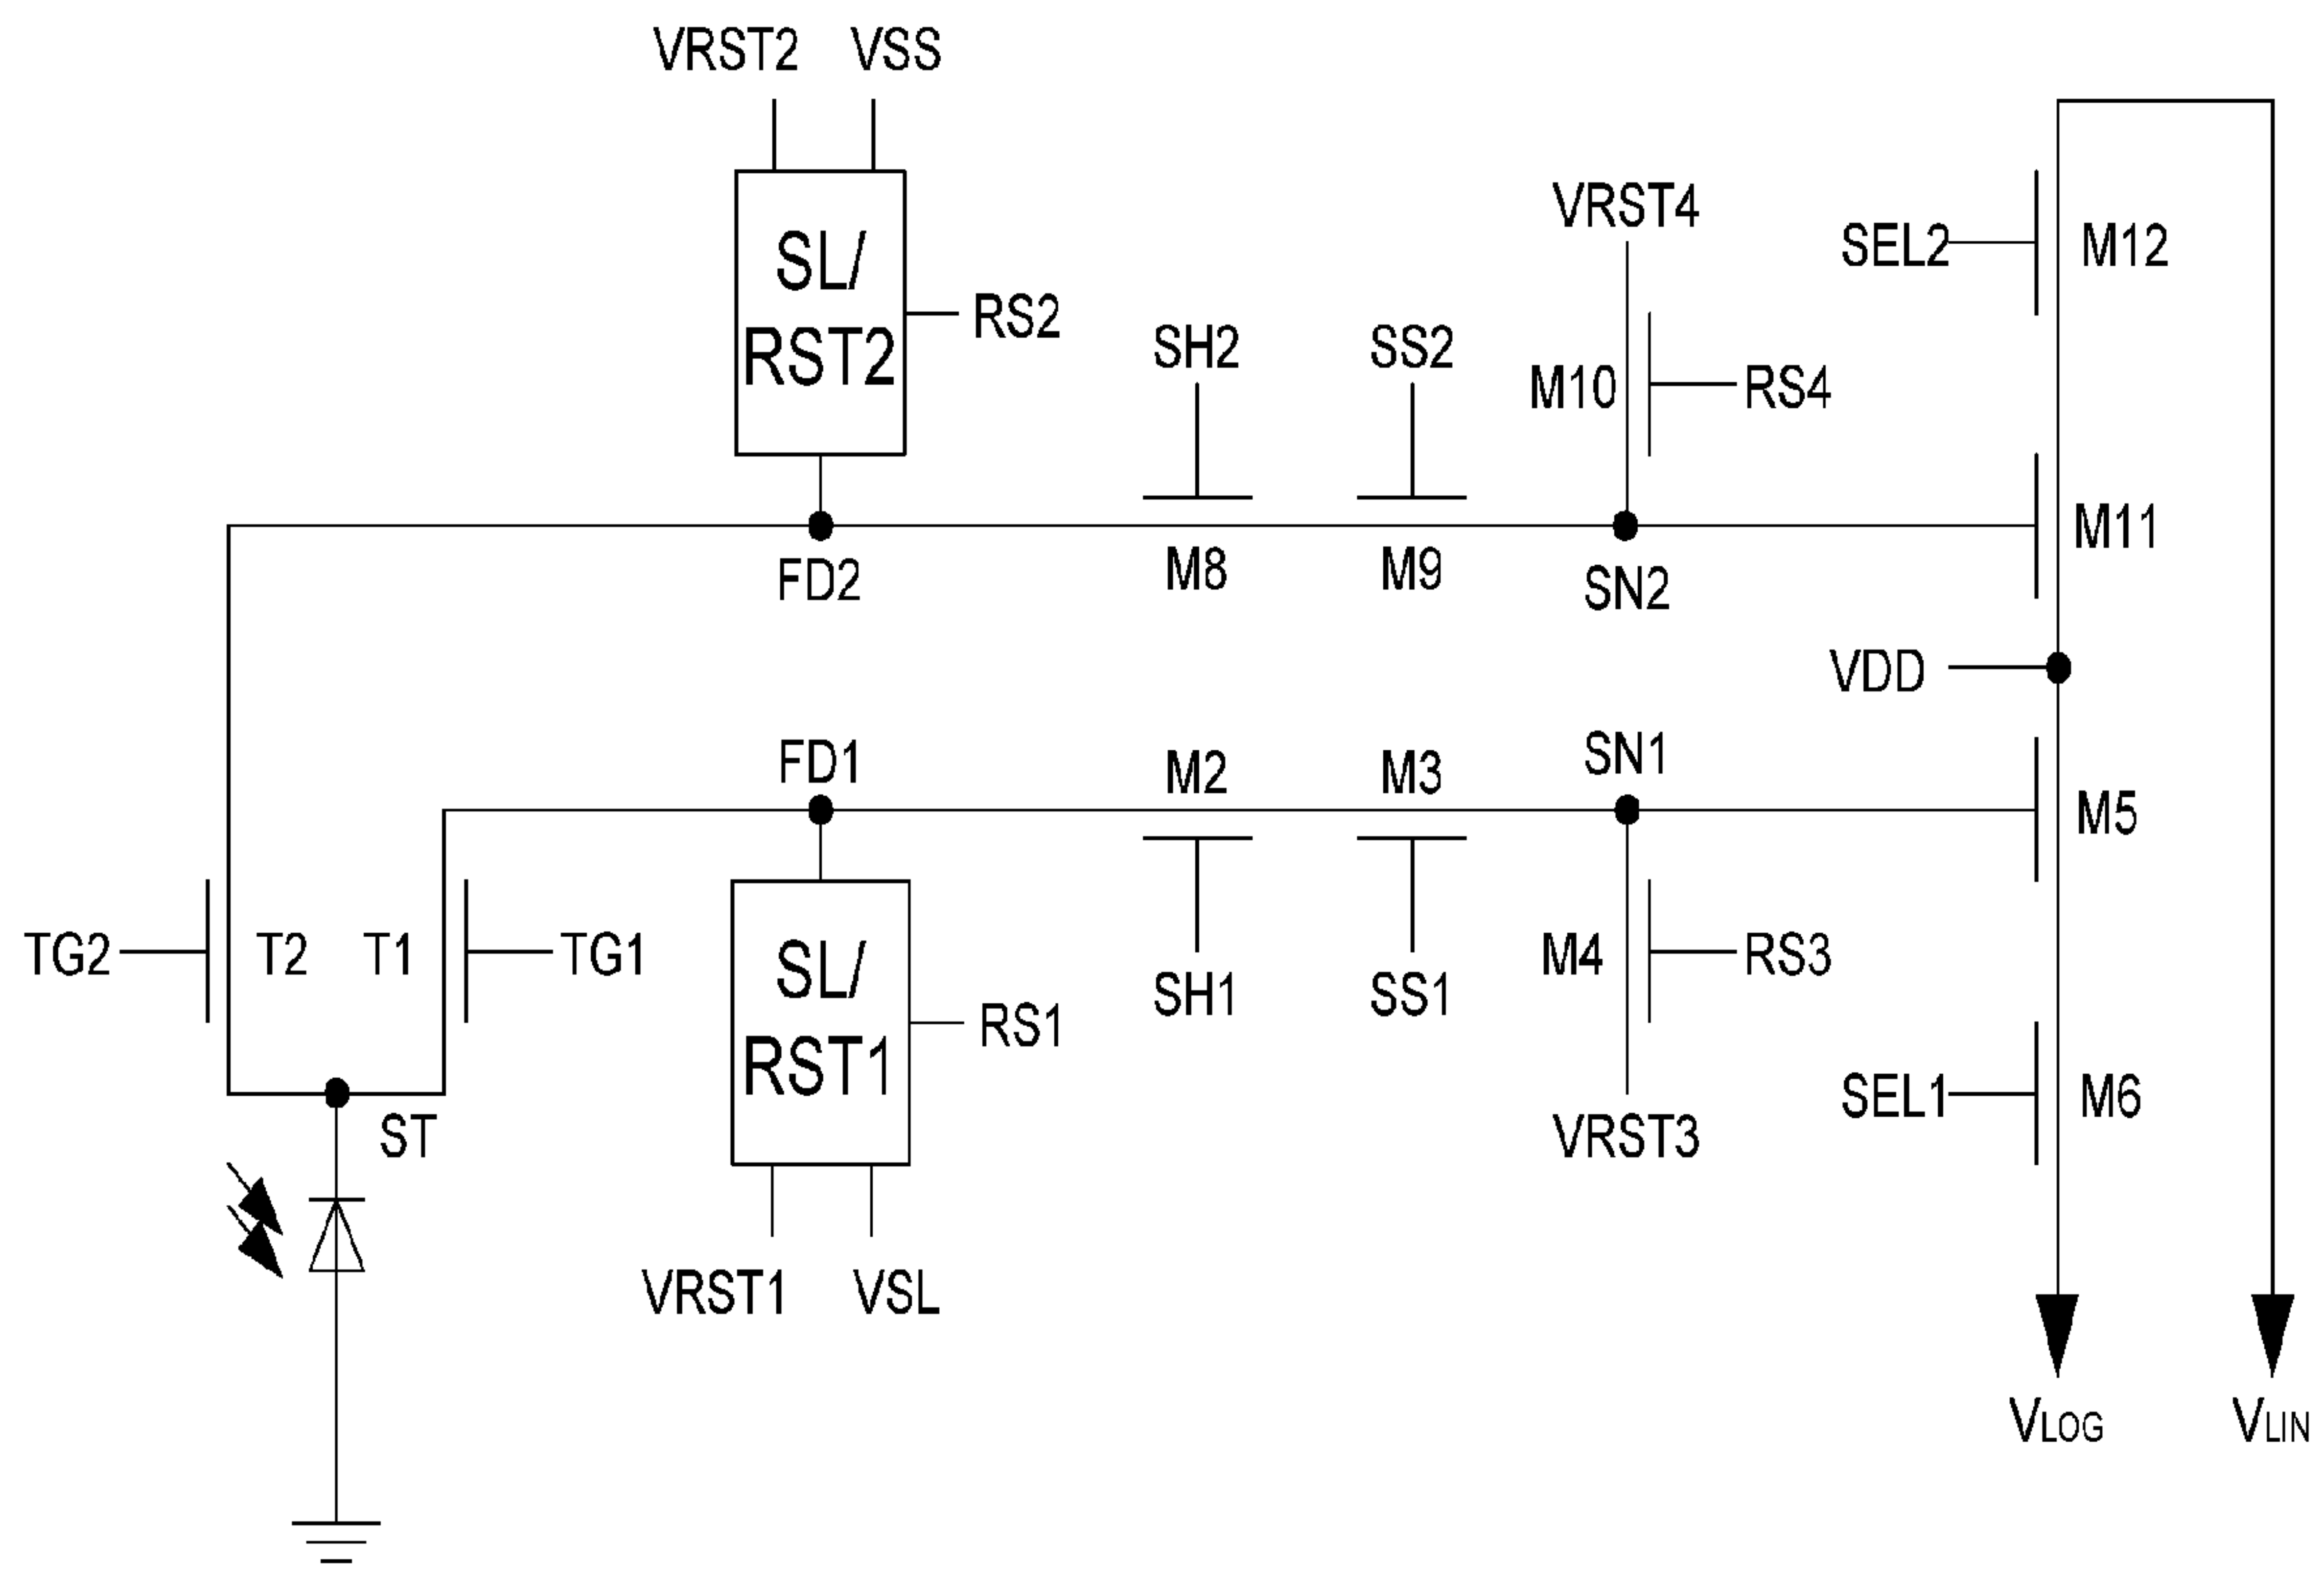 VRST2 VSS
SL/
RST2
RS2
VRST4
SEL2 M12
SH2 SS2
M10 RS4
FD2
M8 M9
SN2
M11
VDD
FD1
M2 M3
SN1
M5
TG2 T2 T1 TG1
SL/
RST1
RS1
SH1 SS1
M4 RS3
SEL1 M6
ST
VRST3
VRST1 VSL
VLOG VLIN